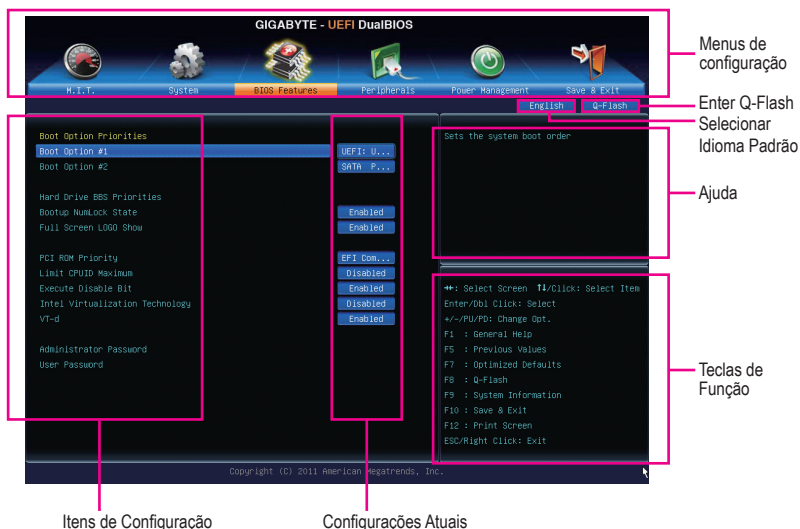 GIGABYTE - UEFI DualBIOS
M.I.T. System BIOS Features Peripherals Power Management Save & Exit
English Q-Flash
Menus de
configuração
Enter Q-Flash
Selecionar
Idioma Padrão
Boot Option Priorities
Boot Option #1 UEFI: U...
Boot Option #2 SATA P...
Hard Drive BBS Priorities
Bootup NumLock State Enabled
Full Screen LOGO Show Enabled
PCI ROM Priority EFI Com...
Limit CPUID Maximum Disabled
Execute Disable Bit Enabled
Intel Virtualization Technology Disabled
VT-d Enabled
Administrator Password
User Password
Sets the system boot order
Ajuda
→←: Select Screen ↑↓/Click: Select Item
Enter/Dbl Click: Select
+/-/PU/PD: Change Opt.
F1 : General Help
F5 : Previous Values
F7 : Optimized Defaults
F8 : Q-Flash
F9 : System Information
F10 : Save & Exit
F12 : Print Screen
ESC/Right Click: Exit
Teclas de
Função
Copyright (C) 2011 American Megatrends, Inc.
Itens de Configuração
Configurações Atuais